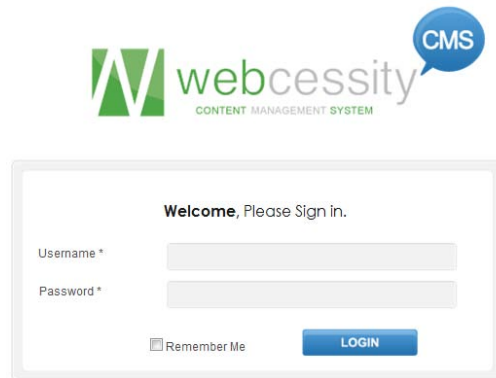 CMS
webcessity
CONTENT MANAGEMENT SYSTEM
Welcome, Please Sign in.
Username *
Password *
Remember Me
LOGIN